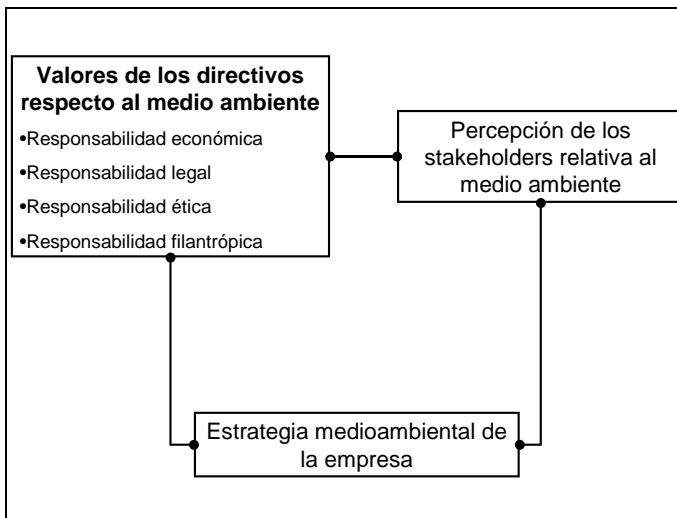 Valores de los directivos
respecto al medio ambiente
•Responsabilidad económica
•Responsabilidad legal
•Responsabilidad ética
•Responsabilidad filantrópica
Percepción de los
stakeholders relativa al
medio ambiente
Estrategia medioambiental de
la empresa